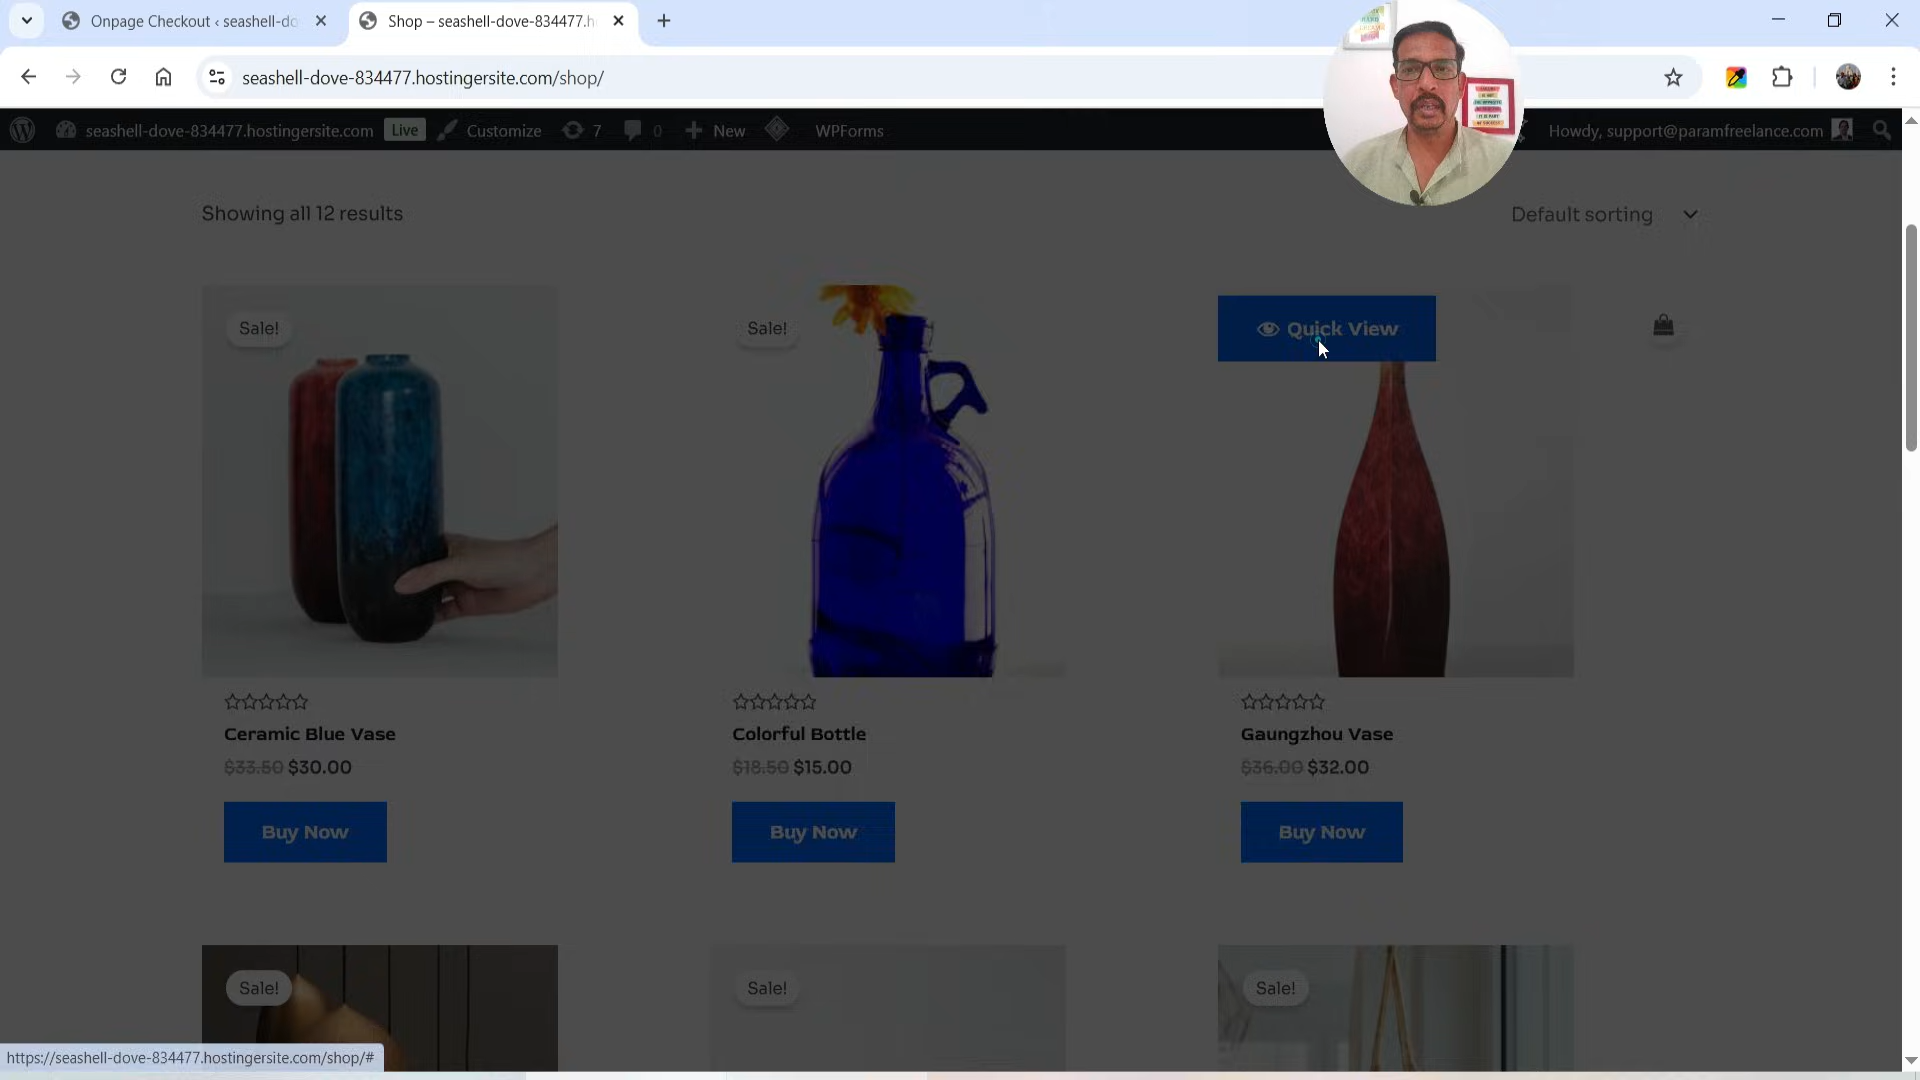 Onpage Checkout ‹ seashell-do
Shop – seashell-dove-834477.h
seashell-dove-834477.hostingersite.com/shop/
seashell-dove-834477.hostingersite.com Live Customize 7 0 New WPForms
Howdy, support@paramfreelance.com
Showing all 12 results
Default sorting
Sale!
Sale!
Quick View
Ceramic Blue Vase
Colorful Bottle
Gaungzhou Vase
$33.50 $30.00
$18.50 $15.00
$36.00 $32.00
Buy Now
Buy Now
Buy Now
Sale!
Sale!
Sale!
https://seashell-dove-834477.hostingersite.com/shop/#